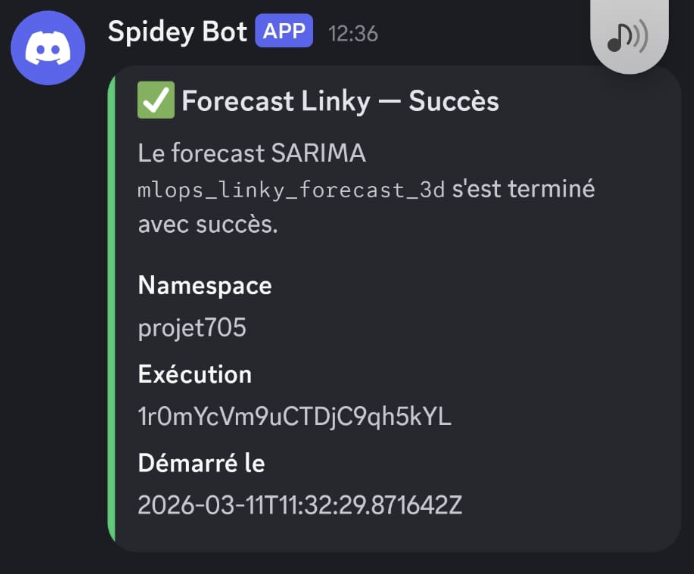 Spidey Bot APP 12:36
✅ Forecast Linky — Succès
Le forecast SARIMA
mlops_linky_forecast_3d s'est terminé
avec succès.
Namespace
projet705
Exécution
1r0mYcVm9uCTDjC9qh5kYL
Démarré le
2026-03-11T11:32:29.871642Z